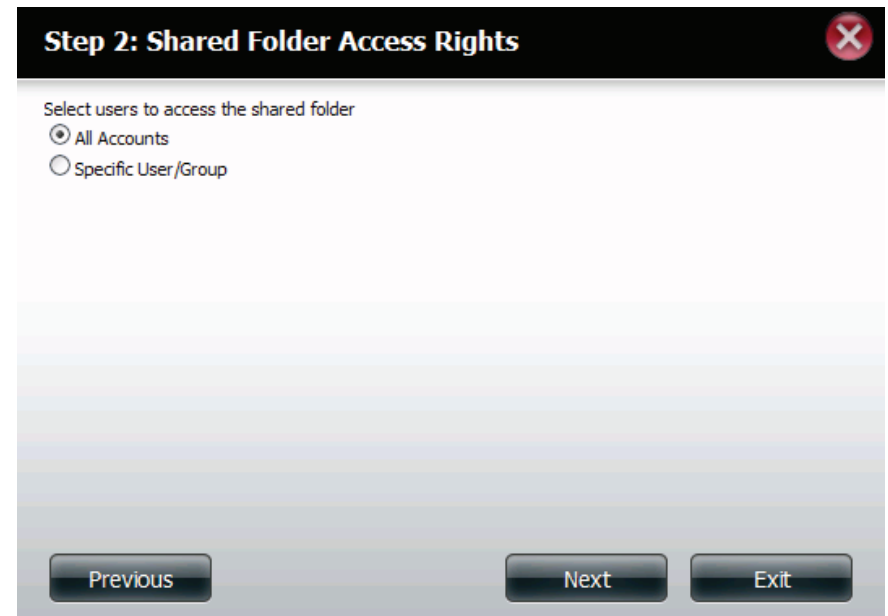 Step 2: Shared Folder Access Rights
Select users to access the shared folder
All Accounts
Specific User/Group
Previous
Next
Exit